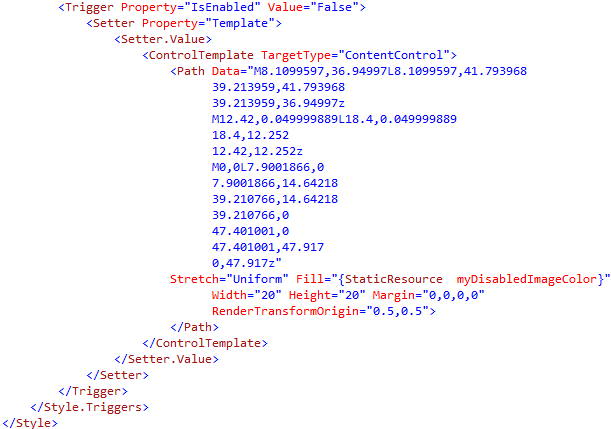 <Trigger Property="IsEnabled" Value="False">
<Setter Property="Template">
<Setter.Value>
<ControlTemplate TargetType="ContentControl">
<Path Data="M8.1099597,36.94997L8.1099597,41.793968
39.213959,41.793968
39.213959,36.94997z
M12.42,0.049999889L18.4,0.049999889
18.4,12.252
12.42,12.252z
M0,0L7.9001866,0
7.9001866,14.64218
39.210766,14.64218
39.210766,0
47.401001,0
47.401001,47.917
0,47.917z"
Stretch="Uniform" Fill="{StaticResource  myDisabledImageColor}"
Width="20" Height="20" Margin="0,0,0,0"
RenderTransformOrigin="0.5,0.5">
</Path>
</ControlTemplate>
</Setter.Value>
</Setter>
</Trigger>
</Style.Triggers>
</Style>